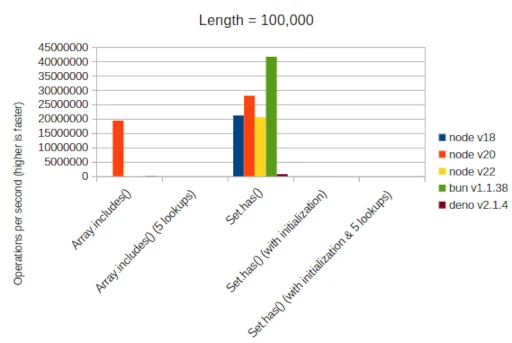 Length = 100,000
Operations per second (higher is faster)
45000000
40000000
35000000
30000000
25000000
20000000
15000000
10000000
5000000
0
Array.includes()
Array.includes() (5 lookups)
Set.has()
Set.has() (with initialization)
Set.has() (with initialization & 5 lookups)
node v18
node v20
node v22
bun v1.1.38
deno v2.1.4